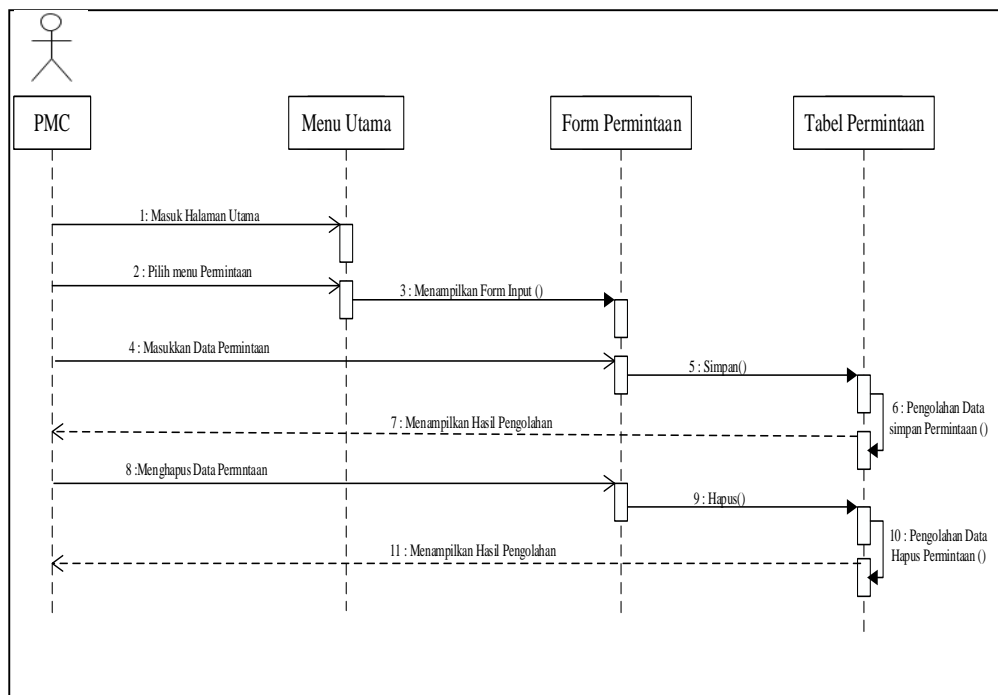 PMC
Menu Utama
Form Permintaan
Tabel Permintaan
1: Masuk Halaman Utama
2 : Pilih menu Permintaan
3 : Menampilkan Form Input ()
4 : Masukkan Data Permintaan
5 : Simpan()
6 : Pengolahan Data
simpan Permintaan ()
7 : Menampilkan Hasil Pengolahan
8 :Menghapus Data Permntaan
9 : Hapus()
10 : Pengolahan Data
Hapus Permintaan ()
11 : Menampilkan Hasil Pengolahan